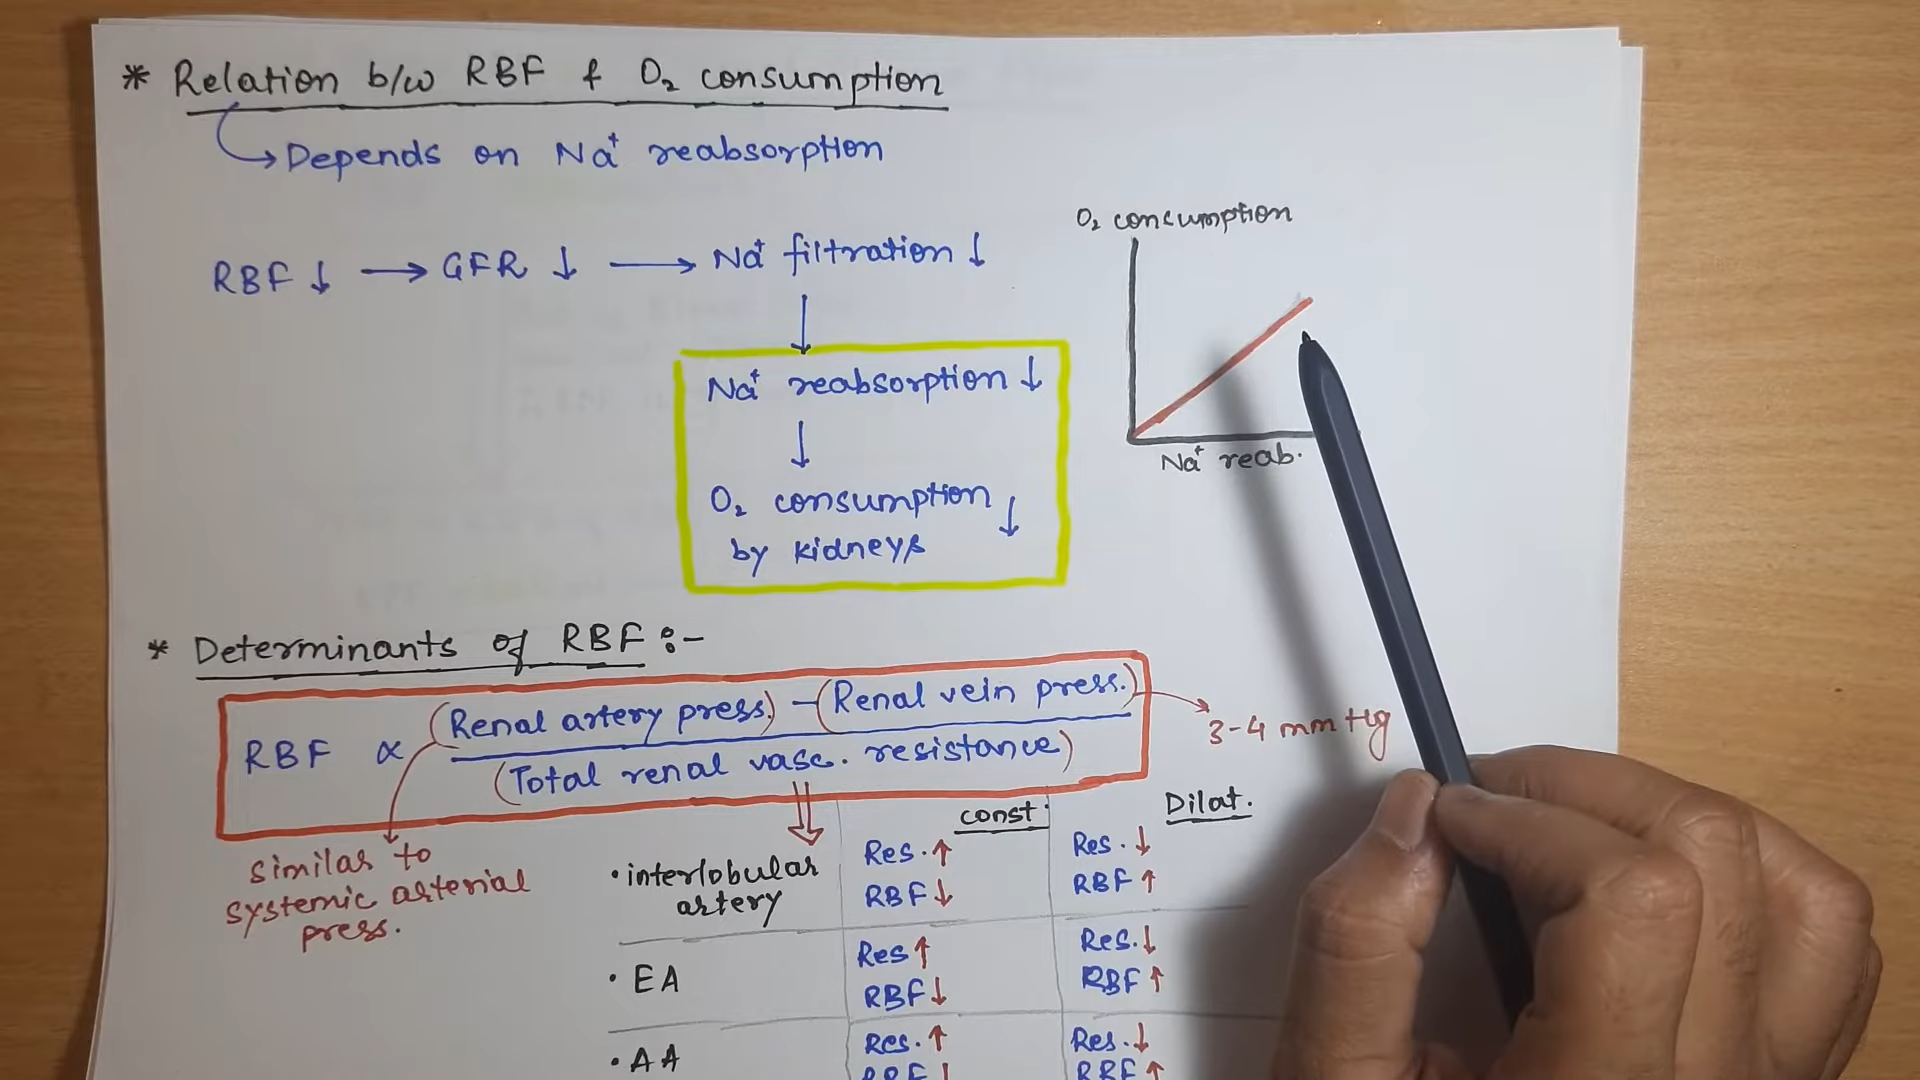 * Relation b/w RBF & O₂ consumption
↳ Depends on Na⁺ reabsorption
RBF ↓ → GFR ↓ → Na⁺ filtration ↓
↓
Na⁺ reabsorption ↓
↓
O₂ consumption ↓
by kidneys
O₂ consumption
Na⁺ reab.
* Determinants of RBF :-
RBF ∝ (Renal artery press.) – (Renal vein press.)
(Total renal vasc. resistance)
3-4 mm Hg
similar to
systemic arterial
press.
const. Dilat.
• interlobular artery
Res. ↑ Res. ↓
RBF ↓ RBF ↑
• EA
Res ↑ Res. ↓
RBF ↓ RBF ↑
• AA
Res. ↑ Res. ↓
RBF ↓ RBF ↑